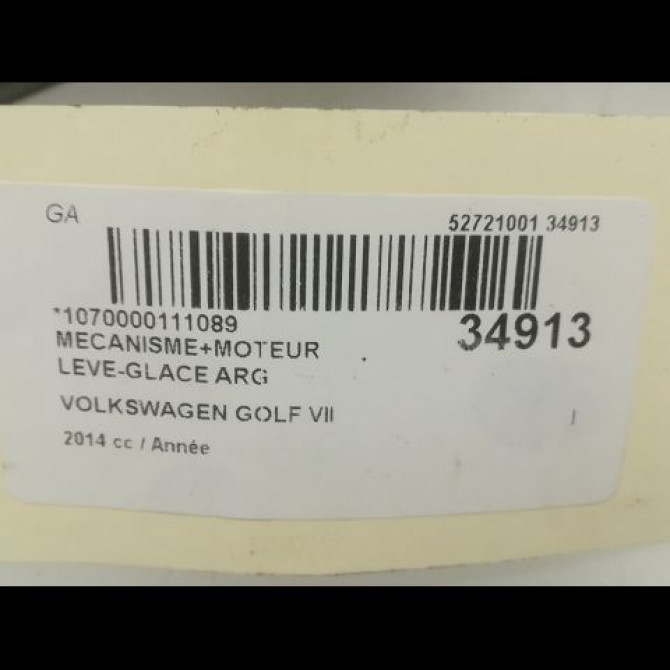 GA
52721001 34913
*1070000111089
34913
MECANISME+MOTEUR
LEVE-GLACE ARG
VOLKSWAGEN GOLF VII
2014 cc / Année